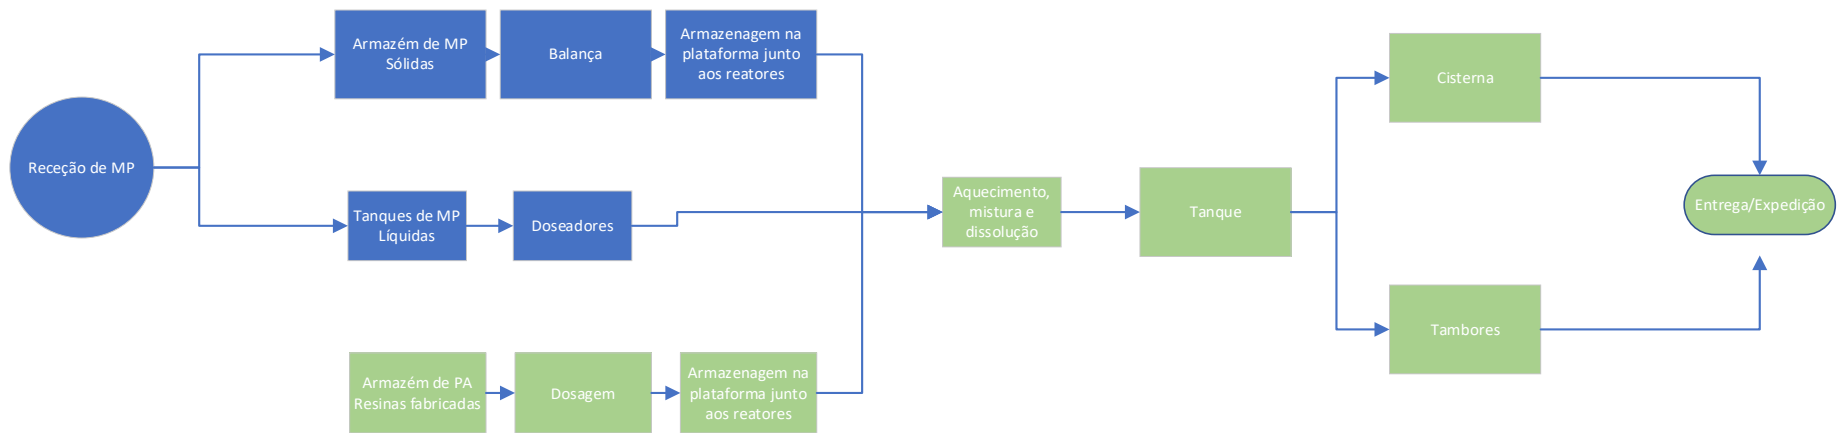 Receção de MP
Armazém de MP
Sólidas
Balança
Armazenagem na
plataforma junto
aos reatores
Tanques de MP
Líquidas
Doseadores
Armazém de PA
Resinas fabricadas
Dosagem
Armazenagem na
plataforma junto
aos reatores
Aquecimento,
mistura e
dissolução
Tanque
Cisterna
Tambores
Entrega/Expedição